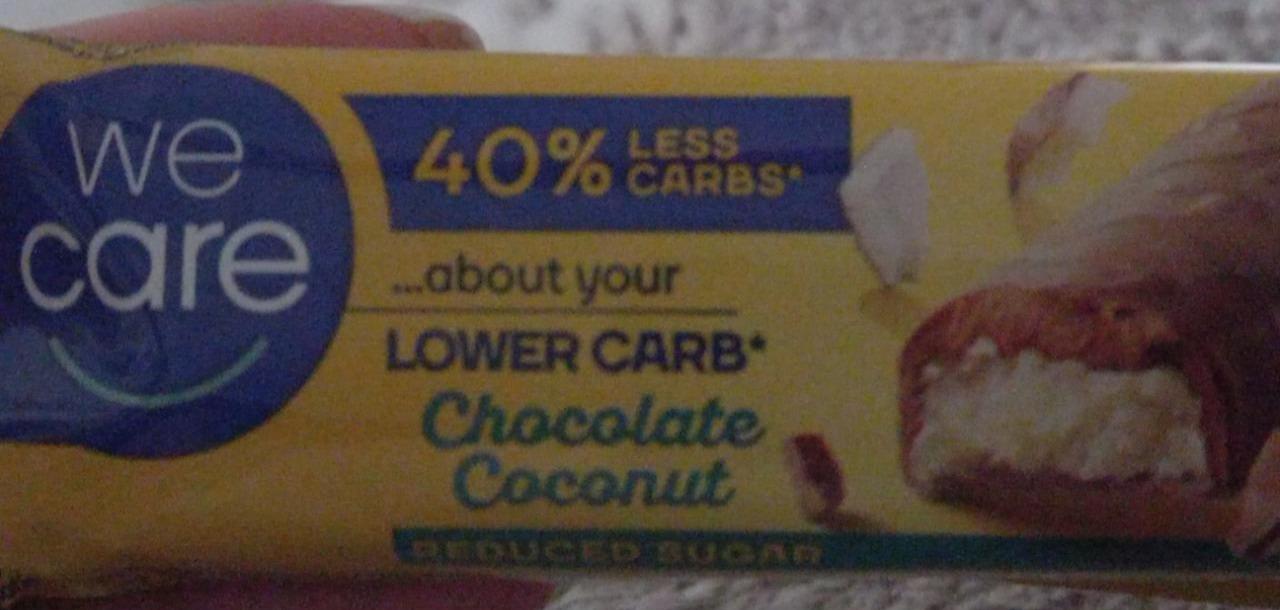 we
care
40% LESS
CARBS*
...about your
LOWER CARB*
Chocolate
Coconut
REDUCED SUGAR